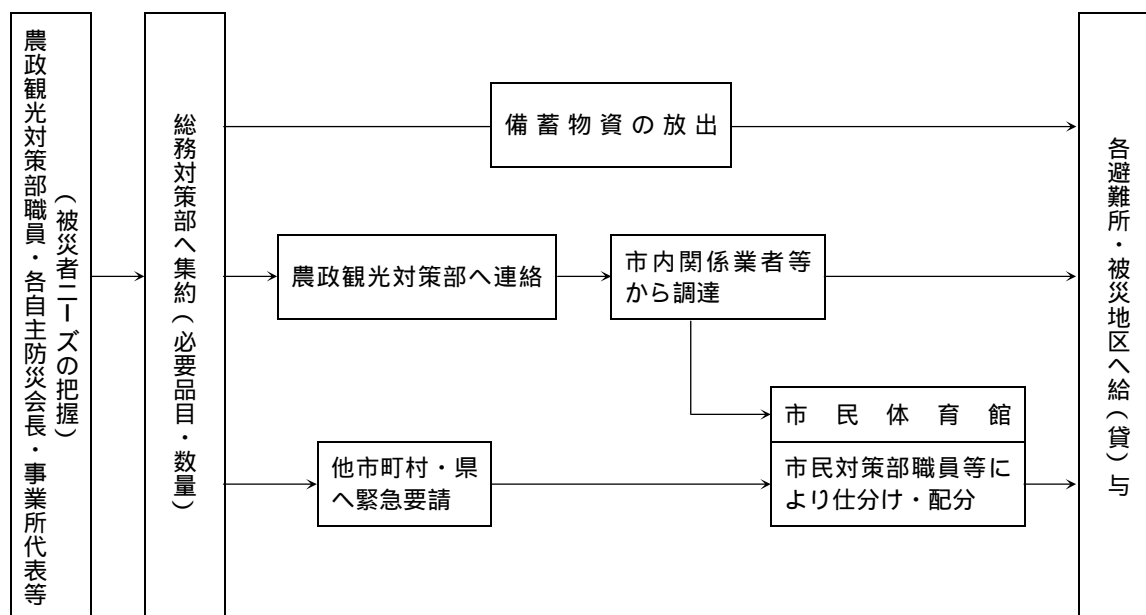 農政観光対策部職員・各自主防災会長・事業所代表等
(被災者ニーズの把握)
総務対策部へ集約(必要品目・数量)
備蓄物資の放出
農政観光対策部へ連絡
市内関係業者等
から調達
市民体育館
市民対策部職員等に
より仕分け・配分
他市町村・県
へ緊急要請
各避難所・被災地区へ給(貸)与